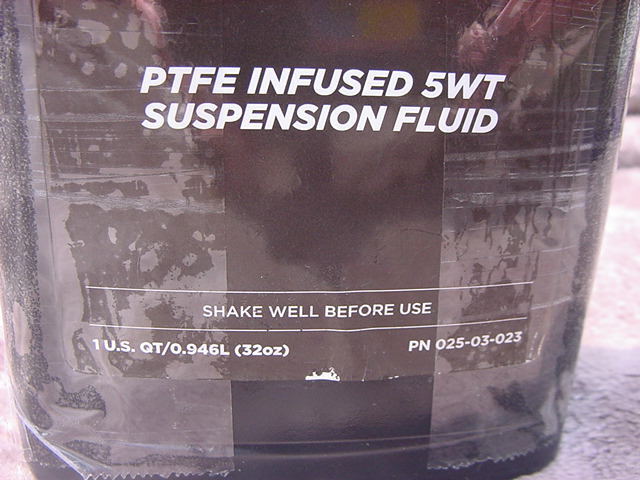 PTFE INFUSED 5WT
SUSPENSION FLUID
SHAKE WELL BEFORE USE
1 U.S. QT/0.946L (32oz)
PN 025-03-023